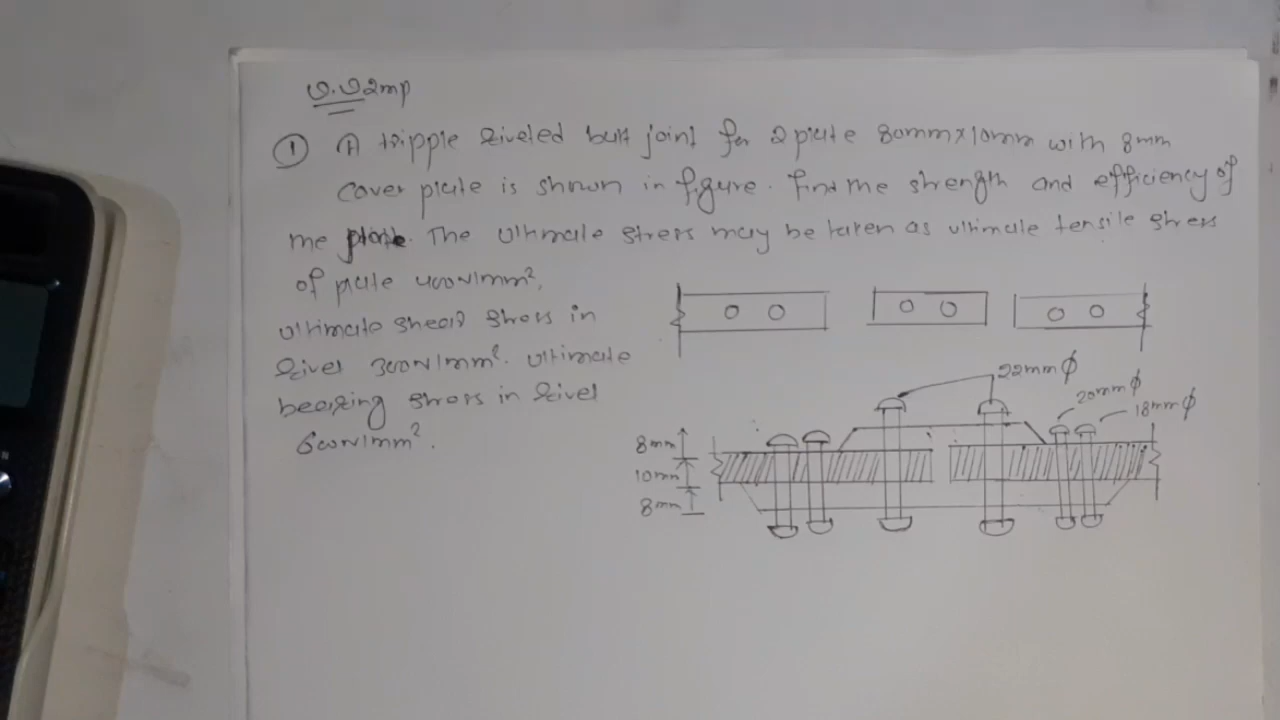 ① A tripple riveted butt joint for 2 plate 80mm x 10mm with 8mm
cover plate is shown in figure. find the strength and efficiency of
the plate. The ultimate stress may be taken as ultimate tensile stress
of plate 400N/mm².
ultimate shear stress in
rivet 300N/mm². ultimate
bearing stress in rivet
600N/mm².
22mm ϕ
20mm ϕ
18mm ϕ
8mm
10mm
8mm